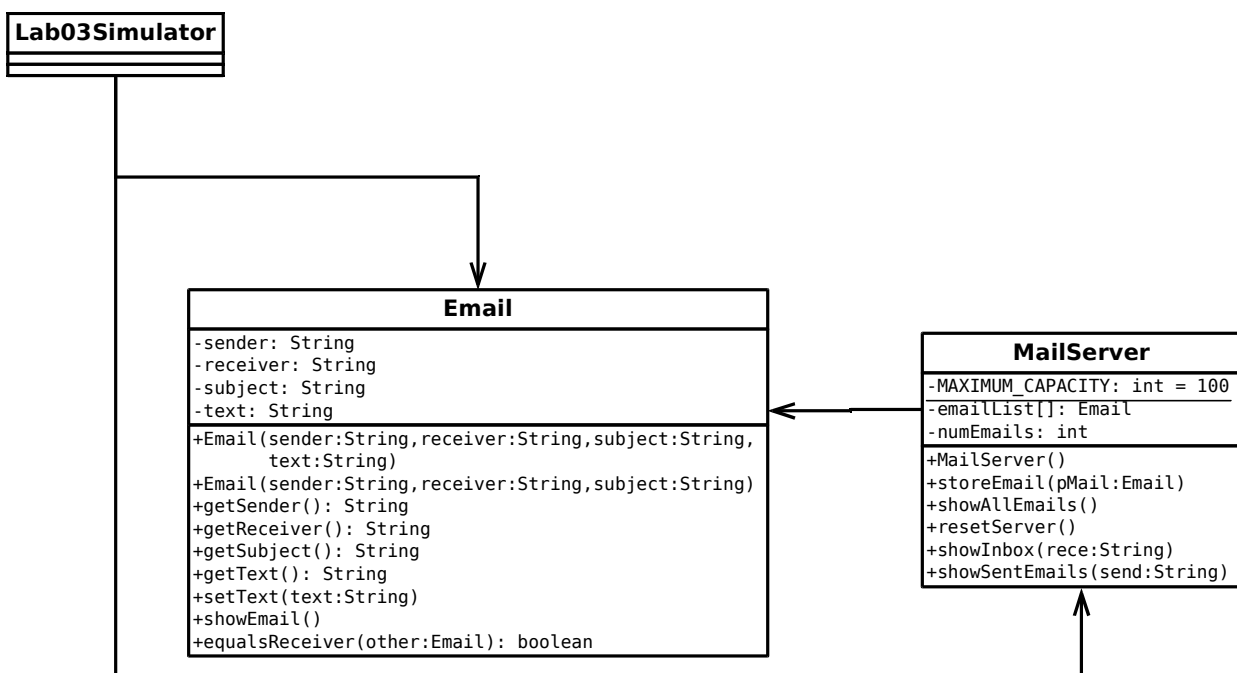 Lab03Simulator
Email
-sender: String
-receiver: String
-subject: String
-text: String
+Email(sender:String,receiver:String,subject:String,
text:String)
+Email(sender:String,receiver:String,subject:String)
+getSender(): String
+getReceiver(): String
+getSubject(): String
+getText(): String
+setText(text:String)
+showEmail()
+equalsReceiver(other:Email): boolean
MailServer
-MAXIMUM_CAPACITY: int = 100
-emailList[]: Email
-numEmails: int
+MailServer()
+storeEmail(pMail:Email)
+showAllEmails()
+resetServer()
+showInbox(rece:String)
+showSentEmails(send:String)